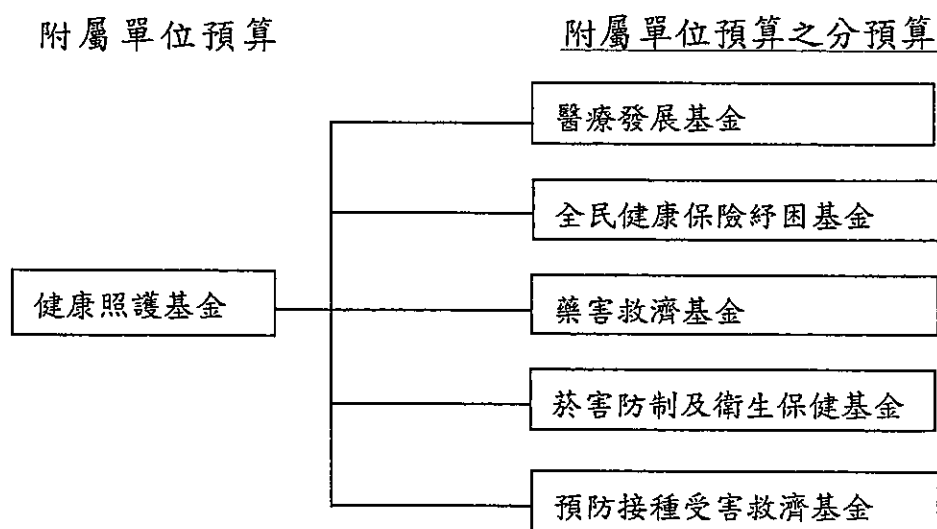 附屬單位預算
附屬單位預算之分預算
醫療發展基金
全民健康保險紓困基金
健康照護基金
藥害救濟基金
菸害防制及衛生保健基金
預防接種受害救濟基金